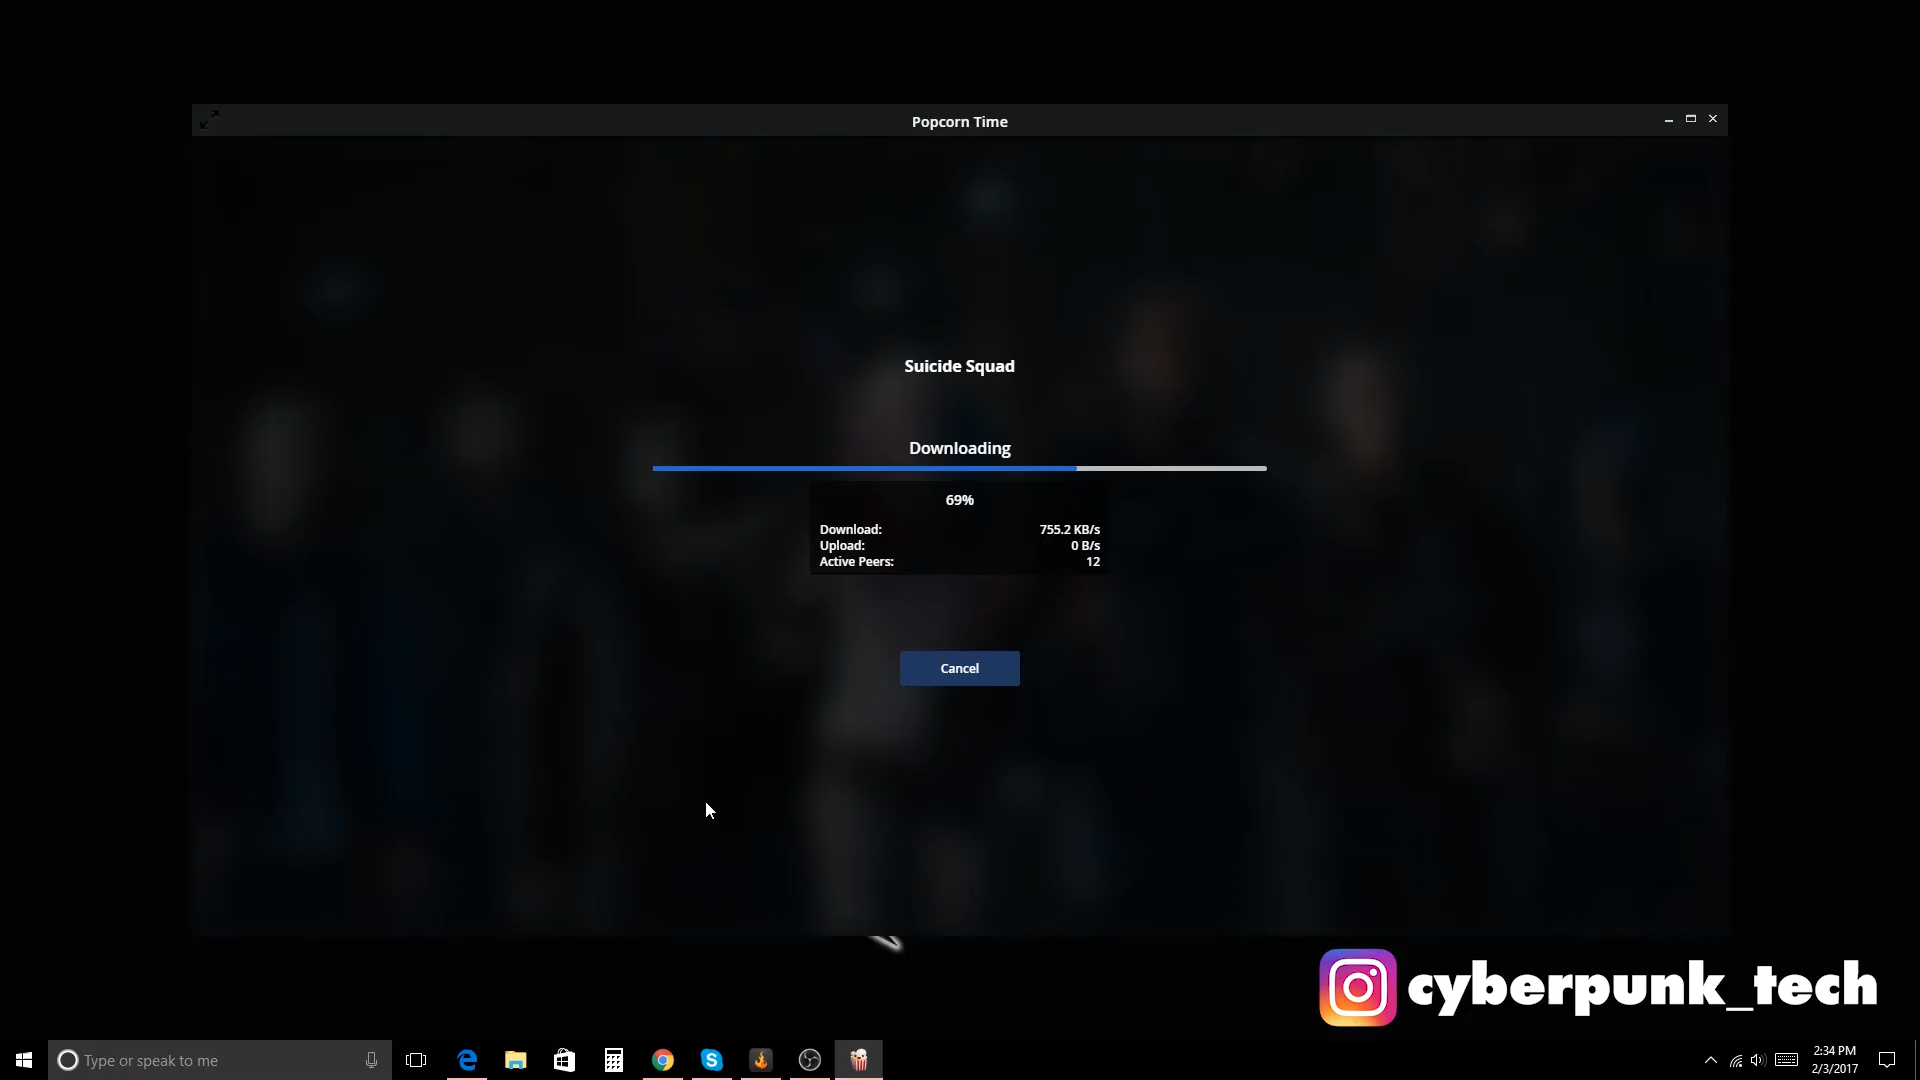 Popcorn Time
Suicide Squad
Downloading
69%
Download: 755.2 KB/s
Upload: 0 B/s
Active Peers: 12
Cancel
cyberpunk_tech
Type or speak to me
2:34 PM
2/3/2017